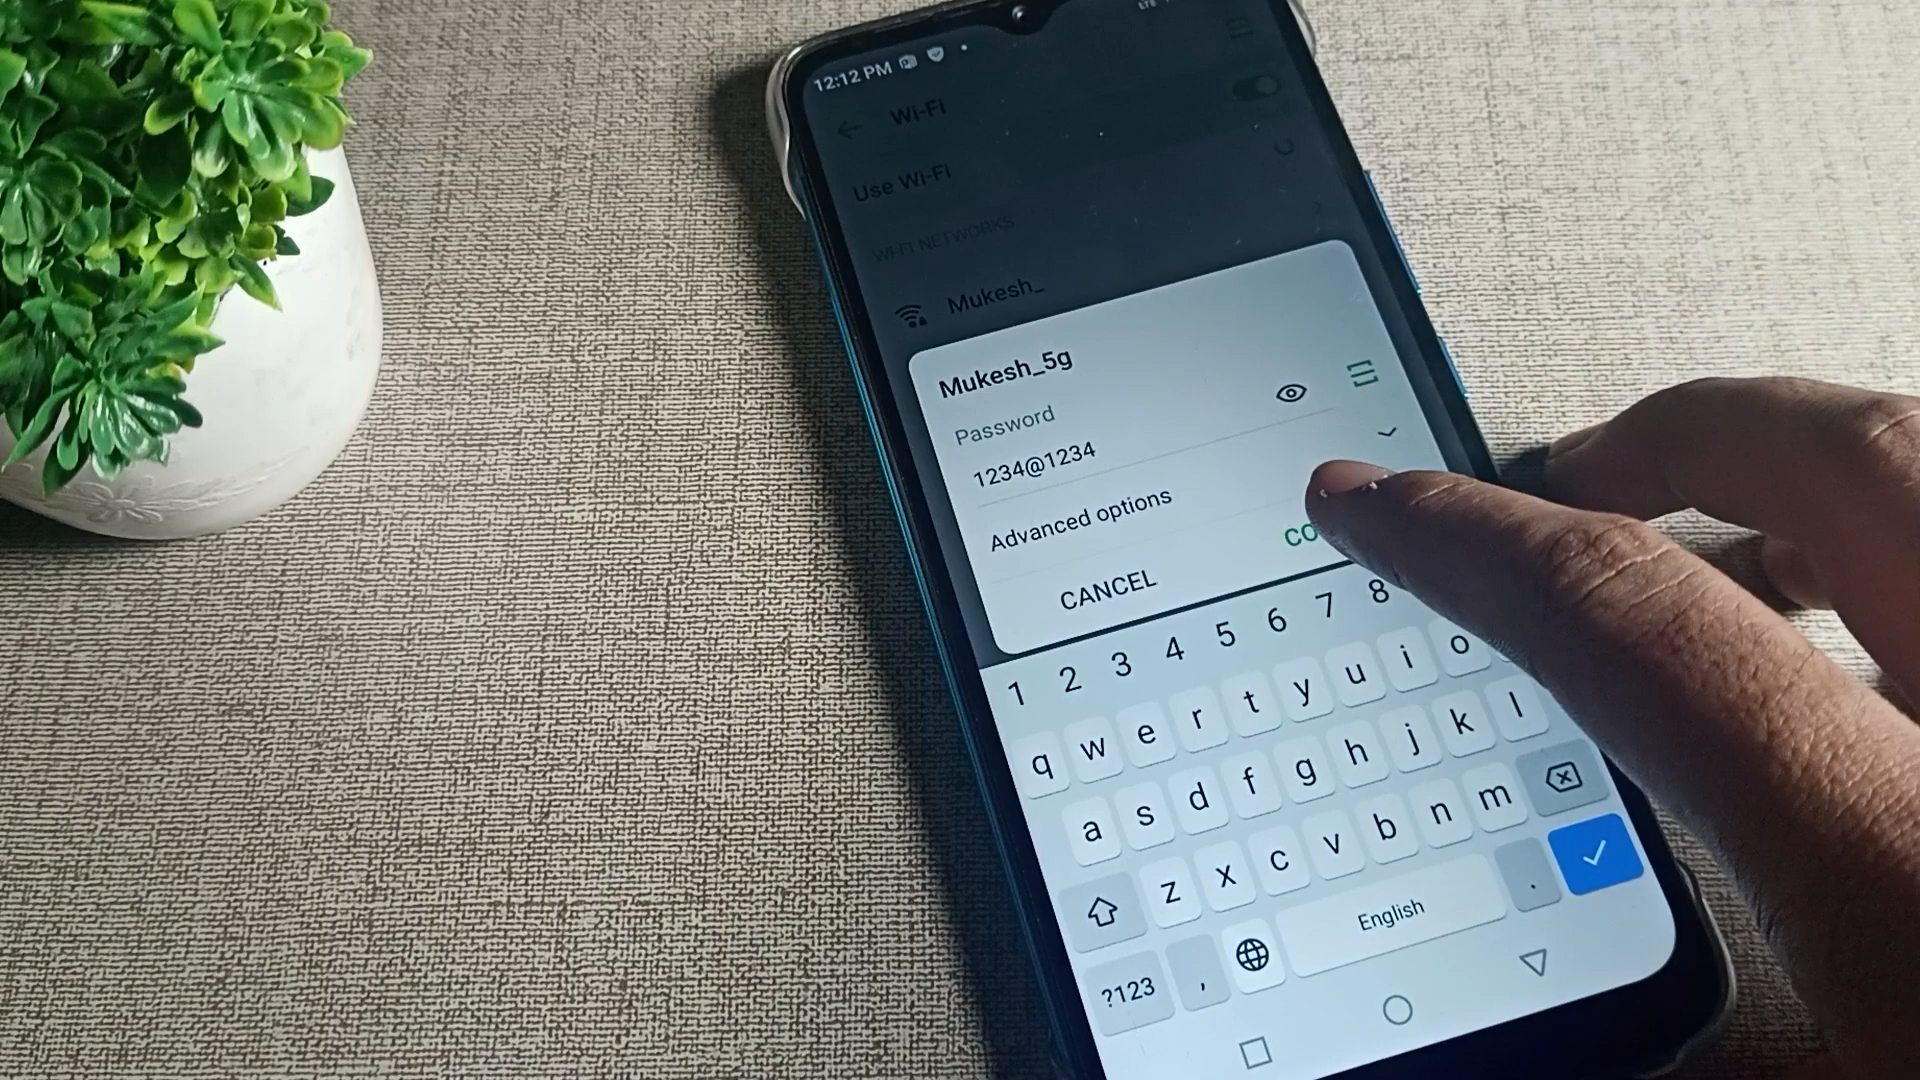 12:12 PM
LTE
Wi-Fi
Use Wi-Fi
WI-FI NETWORKS
Mukesh_
Mukesh_5g
Password
1234@1234
Advanced options
CANCEL
CO
1 2 3 4 5 6 7 8
q w e r t y u i o
a s d f g h j k l
z x c v b n m
?123 , English .